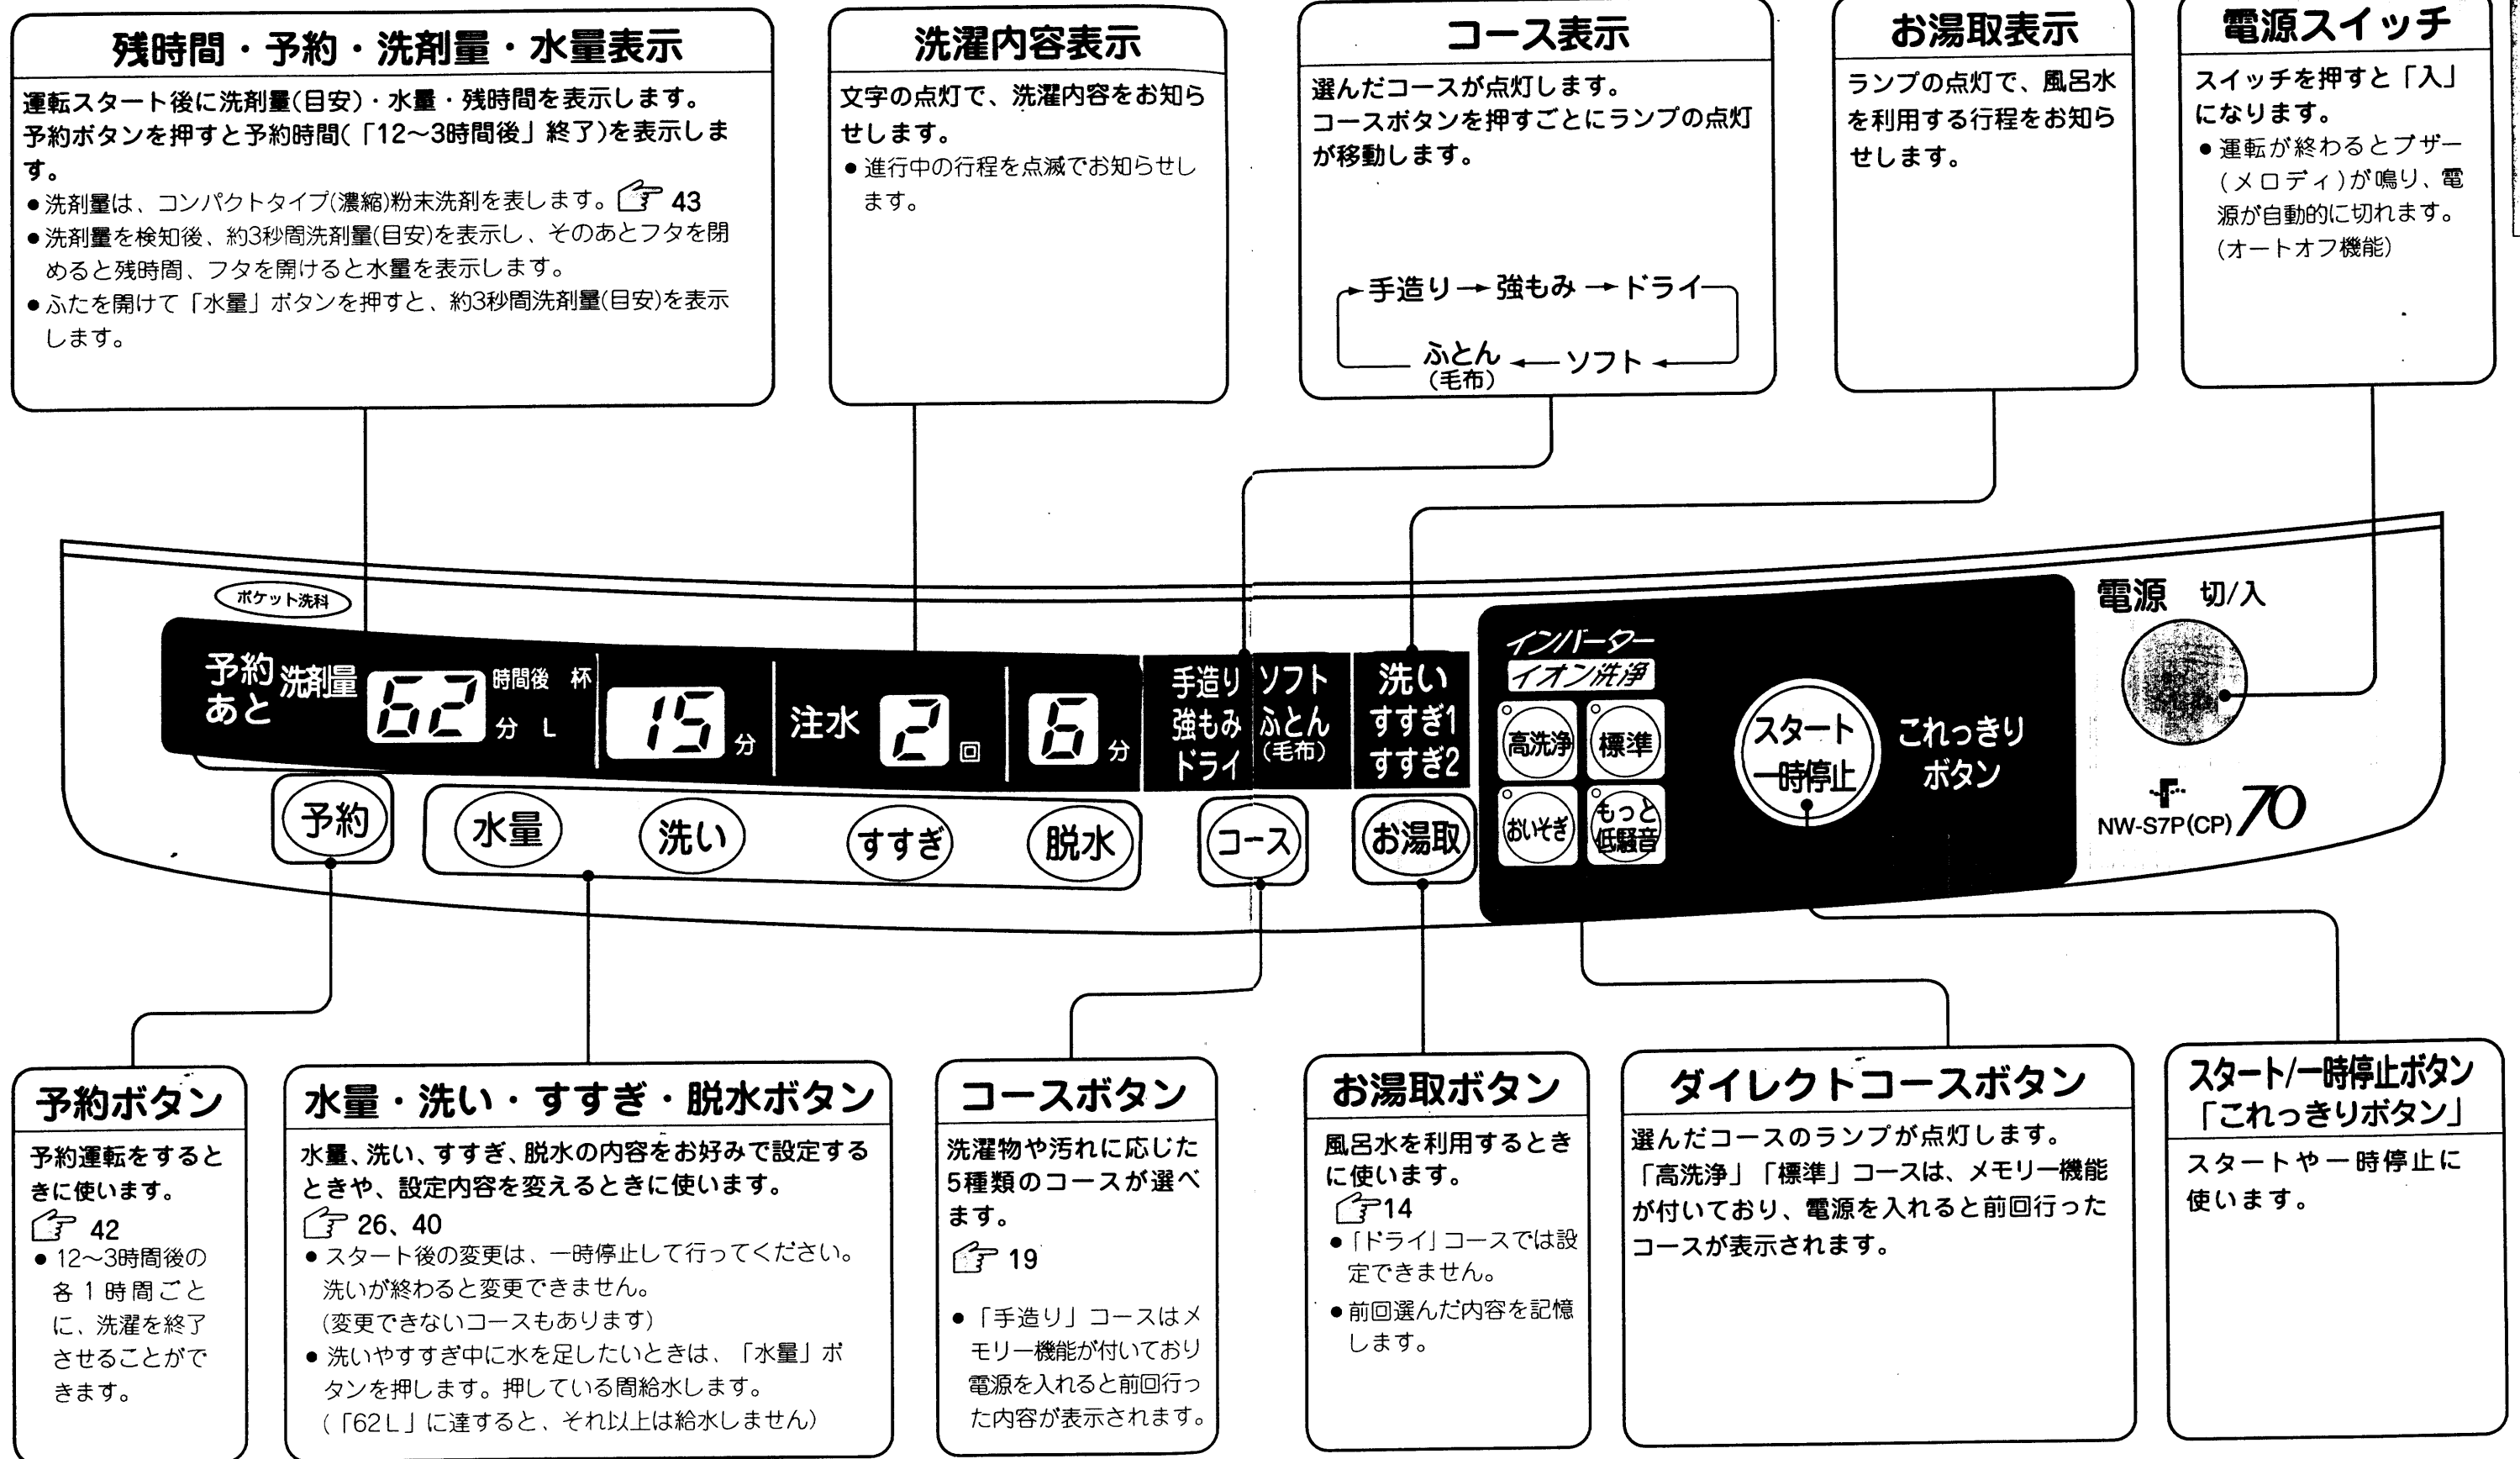 残時間・予約・洗剤量・水量表示
運転スタート後に洗剤量(目安)・水量・残時間を表示します。
予約ボタンを押すと予約時間(「12〜3時間後」終了)を表示しま
す。
●洗剤量は、コンパクトタイプ(濃縮)粉末洗剤を表します。 43
●洗剤量を検知後、約3秒間洗剤量(目安)を表示し、そのあとフタを閉
めると残時間、フタを開けると水量を表示します。
●ふたを開けて「水量」ボタンを押すと、約3秒間洗剤量(目安)を表示
します。
洗濯内容表示
文字の点灯で、洗濯内容をお知ら
せします。
●進行中の行程を点滅でお知らせし
ます。
コース表示
選んだコースが点灯します。
コースボタンを押すごとにランプの点灯
が移動します。
→手造り→強もみ→ドライ
ふとん←ソフト←
(毛布)
お湯取表示
ランプの点灯で、風呂水
を利用する行程をお知ら
せします。
電源スイッチ
スイッチを押すと「入」
になります。
●運転が終わるとブザー
(メロディ)が鳴り、電
源が自動的に切れます。
(オートオフ機能)
ポケット洗科
予約 洗剤量 62 時間後 杯
あと 分 L
15 分
注水 2 回
6 分
手造り ソフト
強もみ ふとん
ドライ (毛布)
洗い
すすぎ1
すすぎ2
インバーター
イオン洗浄
高洗浄 標準
おいそぎ もっと
低騒音
スタート
一時停止
これっきり
ボタン
電源 切/入
NW-S7P(CP) 70
予約 水量 洗い すすぎ 脱水 コース お湯取
予約ボタン
予約運転をすると
きに使います。
42
●12〜3時間後の
各1時間ごと
に、洗濯を終了
させることがで
きます。
水量・洗い・すすぎ・脱水ボタン
水量、洗い、すすぎ、脱水の内容をお好みで設定する
ときや、設定内容を変えるときに使います。
26、40
●スタート後の変更は、一時停止して行ってください。
洗いが終わると変更できません。
(変更できないコースもあります)
●洗いやすすぎ中に水を足したいときは、「水量」ボ
タンを押します。押している間給水します。
(「62L」に達すると、それ以上は給水しません)
コースボタン
洗濯物や汚れに応じた
5種類のコースが選べ
ます。
19
●「手造り」コースはメ
モリー機能が付いており
電源を入れると前回行っ
た内容が表示されます。
お湯取ボタン
風呂水を利用するとき
に使います。
14
●「ドライ」コースでは設
定できません。
●前回選んだ内容を記憶
します。
ダイレクトコースボタン
選んだコースのランプが点灯します。
「高洗浄」「標準」コースは、メモリー機能
が付いており、電源を入れると前回行った
コースが表示されます。
スタート/一時停止ボタン
「これっきりボタン」
スタートや一時停止に
使います。